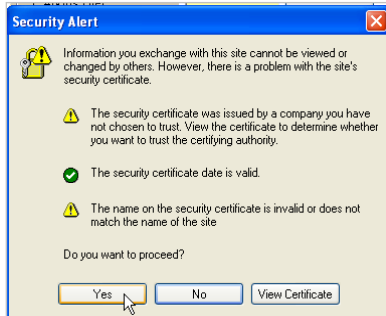 Security Alert
Information you exchange with this site cannot be viewed or
changed by others. However, there is a problem with the site's
security certificate.
The security certificate was issued by a company you have
not chosen to trust. View the certificate to determine whether
you want to trust the certifying authority.
The security certificate date is valid.
The name on the security certificate is invalid or does not
match the name of the site
Do you want to proceed?
Yes
No
View Certificate